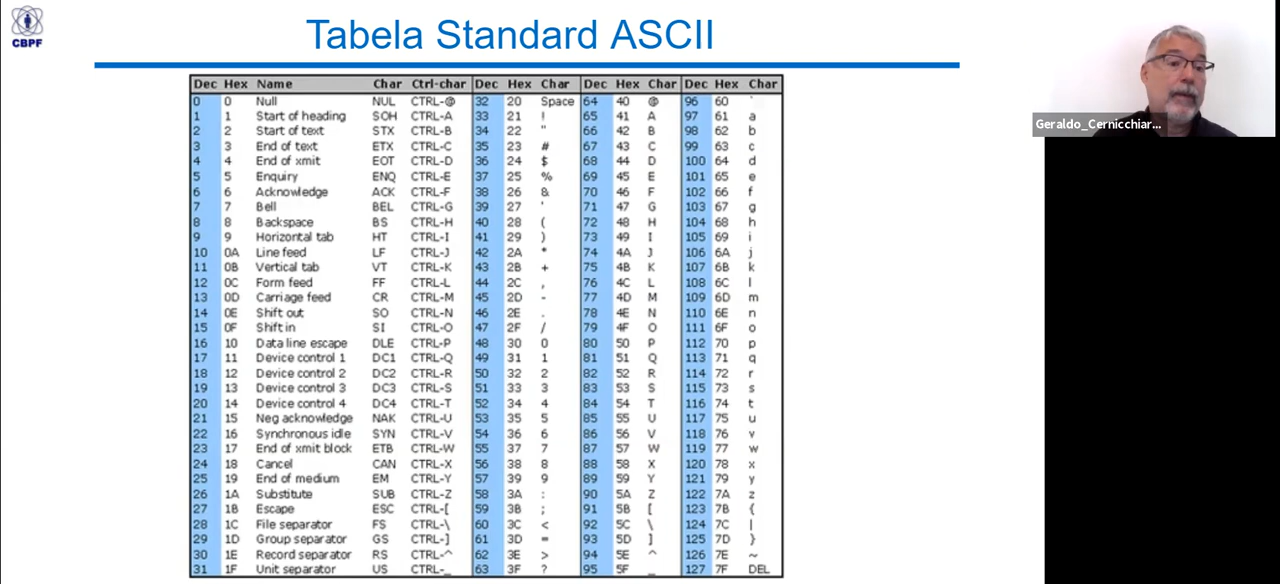 CBPF
Tabela Standard ASCII
Geraldo_Cernicchiar...
Dec Hex Name Char Ctrl-char Dec Hex Char Dec Hex Char Dec Hex Char
0 0 Null NUL CTRL-@ 32 20 Space 64 40 @ 96 60 `
1 1 Start of heading SOH CTRL-A 33 21 ! 65 41 A 97 61 a
2 2 Start of text STX CTRL-B 34 22 " 66 42 B 98 62 b
3 3 End of text ETX CTRL-C 35 23 # 67 43 C 99 63 c
4 4 End of xmit EOT CTRL-D 36 24 $ 68 44 D 100 64 d
5 5 Enquiry ENQ CTRL-E 37 25 % 69 45 E 101 65 e
6 6 Acknowledge ACK CTRL-F 38 26 & 70 46 F 102 66 f
7 7 Bell BEL CTRL-G 39 27 ' 71 47 G 103 67 g
8 8 Backspace BS CTRL-H 40 28 ( 72 48 H 104 68 h
9 9 Horizontal tab HT CTRL-I 41 29 ) 73 49 I 105 69 i
10 0A Line feed LF CTRL-J 42 2A * 74 4A J 106 6A j
11 0B Vertical tab VT CTRL-K 43 2B + 75 4B K 107 6B k
12 0C Form feed FF CTRL-L 44 2C , 76 4C L 108 6C l
13 0D Carriage feed CR CTRL-M 45 2D - 77 4D M 109 6D m
14 0E Shift out SO CTRL-N 46 2E . 78 4E N 110 6E n
15 0F Shift in SI CTRL-O 47 2F / 79 4F O 111 6F o
16 10 Data line escape DLE CTRL-P 48 30 0 80 50 P 112 70 p
17 11 Device control 1 DC1 CTRL-Q 49 31 1 81 51 Q 113 71 q
18 12 Device control 2 DC2 CTRL-R 50 32 2 82 52 R 114 72 r
19 13 Device control 3 DC3 CTRL-S 51 33 3 83 53 S 115 73 s
20 14 Device control 4 DC4 CTRL-T 52 34 4 84 54 T 116 74 t
21 15 Neg acknowledge NAK CTRL-U 53 35 5 85 55 U 117 75 u
22 16 Synchronous idle SYN CTRL-V 54 36 6 86 56 V 118 76 v
23 17 End of xmit block ETB CTRL-W 55 37 7 87 57 W 119 77 w
24 18 Cancel CAN CTRL-X 56 38 8 88 58 X 120 78 x
25 19 End of medium EM CTRL-Y 57 39 9 89 59 Y 121 79 y
26 1A Substitute SUB CTRL-Z 58 3A : 90 5A Z 122 7A z
27 1B Escape ESC CTRL-[ 59 3B ; 91 5B [ 123 7B {
28 1C File separator FS CTRL-\ 60 3C < 92 5C \ 124 7C |
29 1D Group separator GS CTRL-] 61 3D = 93 5D ] 125 7D }
30 1E Record separator RS CTRL-^ 62 3E > 94 5E ^ 126 7E ~
31 1F Unit separator US CTRL-_ 63 3F ? 95 5F _ 127 7F DEL